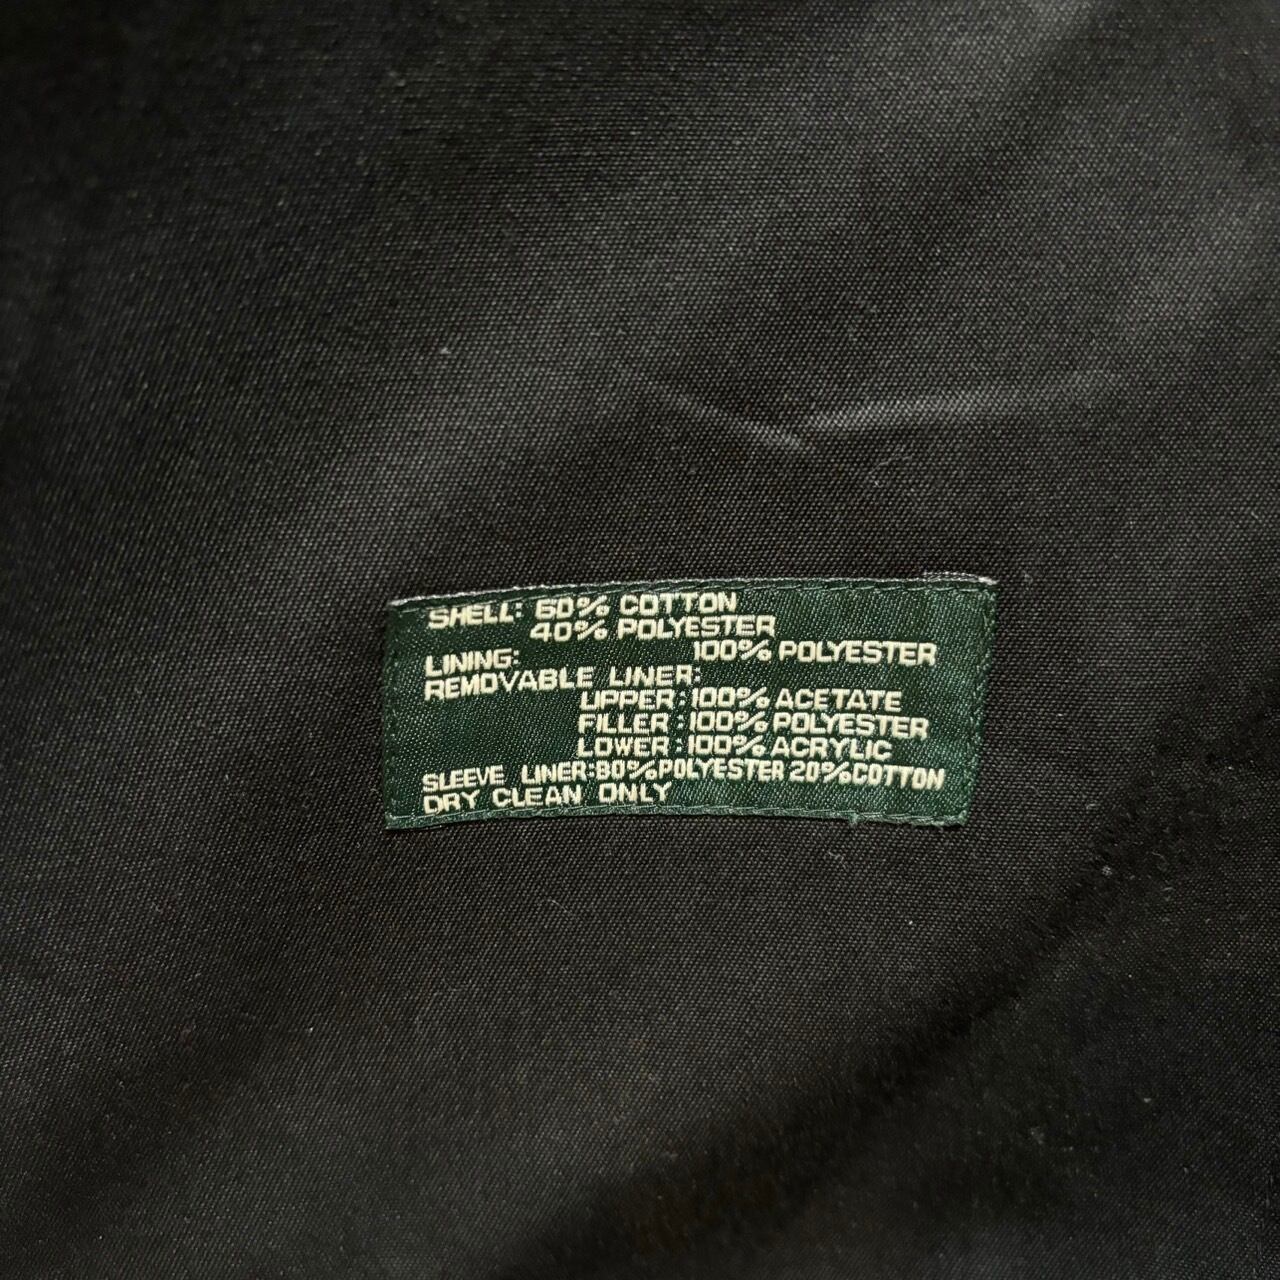 SHELL: 60% COTTON
40% POLYESTER
LINING: 100% POLYESTER
REMOVABLE LINER:
UPPER: 100% ACETATE
FILLER: 100% POLYESTER
LOWER: 100% ACRYLIC
SLEEVE LINER: 80% POLYESTER 20% COTTON
DRY CLEAN ONLY